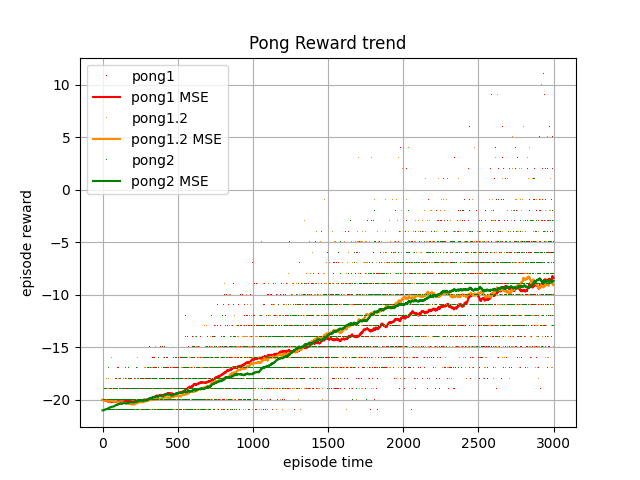 Pong Reward trend
pong1
pong1 MSE
pong1.2
pong1.2 MSE
pong2
pong2 MSE
episode reward
10
5
0
−5
−10
−15
−20
0 500 1000 1500 2000 2500 3000
episode time